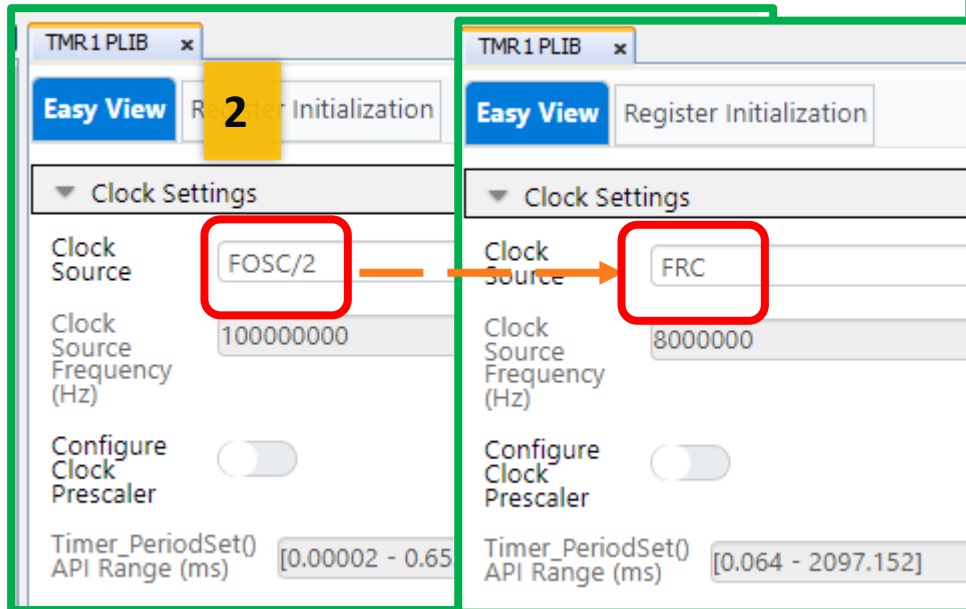 TMR1 PLIB x
Easy View
2
Initialization
Clock Settings
Clock
Source
FOSC/2
Clock
Source
Frequency
(Hz)
100000000
Configure
Clock
Prescaler
Timer_PeriodSet()
API Range (ms)
[0.00002 - 0.65
TMR1 PLIB x
Easy View
Register Initialization
Clock Settings
Clock
Source
FRC
Clock
Source
Frequency
(Hz)
8000000
Configure
Clock
Prescaler
Timer_PeriodSet()
API Range (ms)
[0.064 - 2097.152]